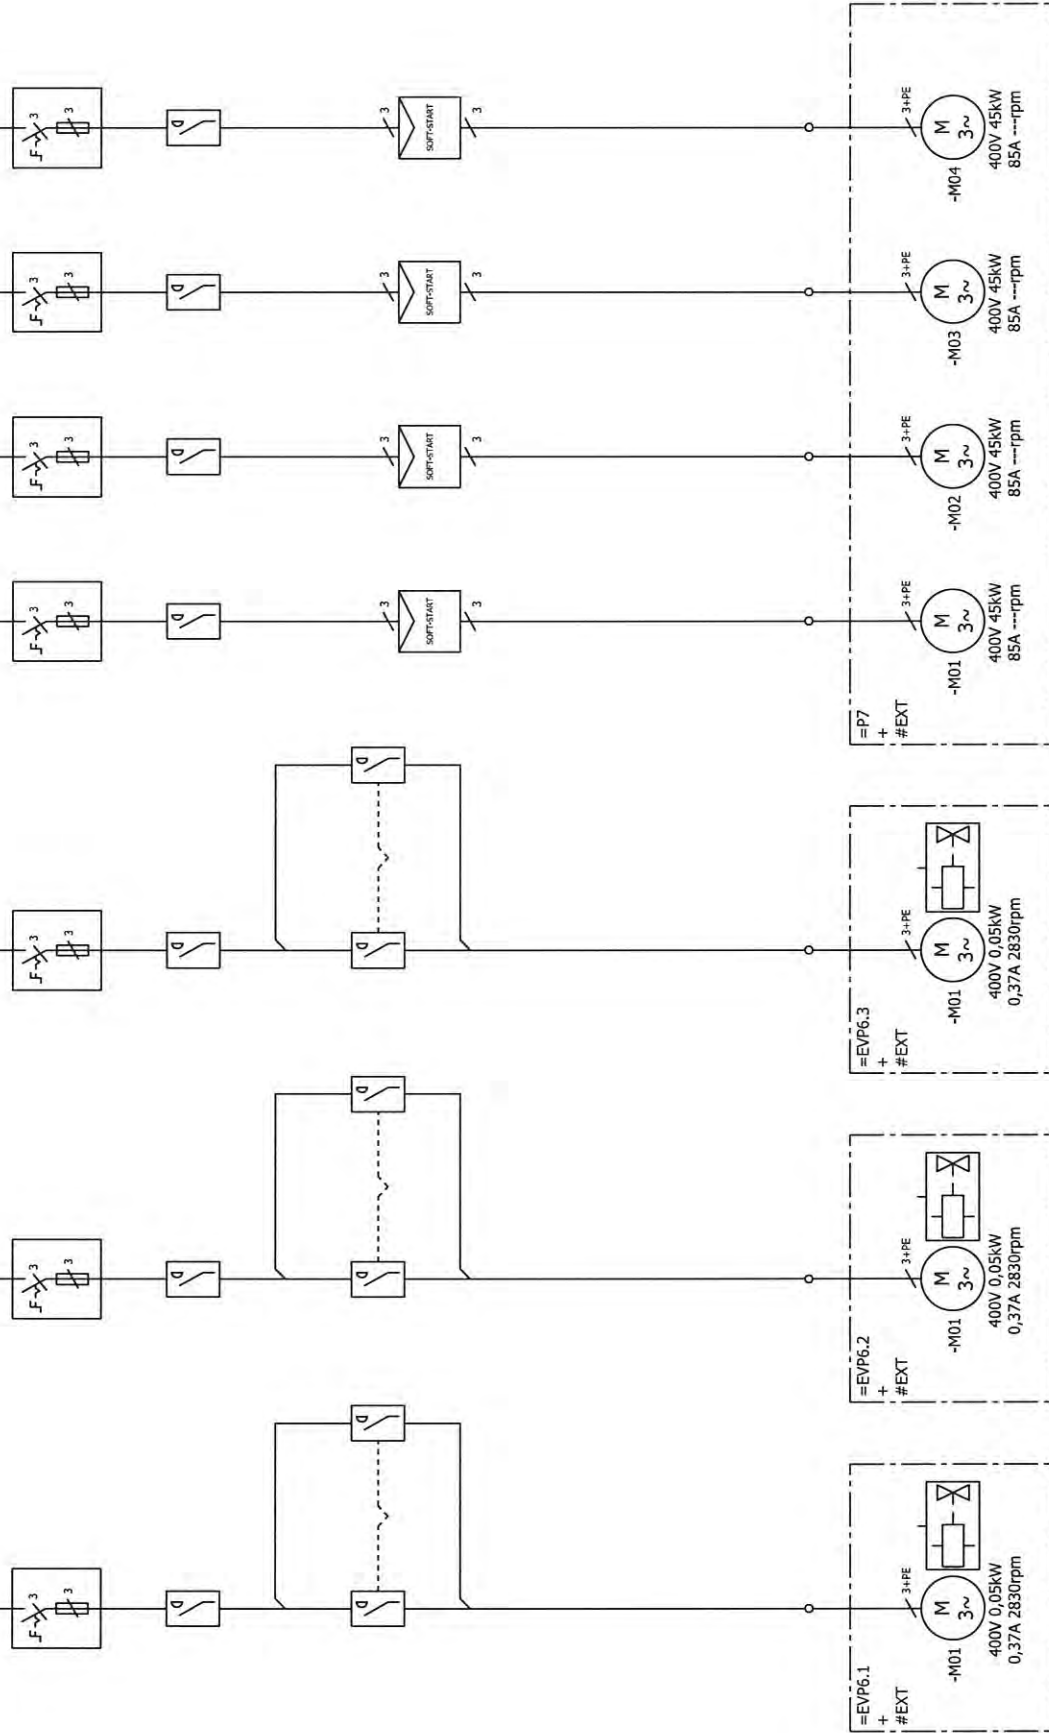 3
3
=EVP6.1
+
#EXT
3+PE
M
3~
-M01
400V 0,05kW
0,37A 2830rpm
3
3
=EVP6.2
+
#EXT
3+PE
M
3~
-M01
400V 0,05kW
0,37A 2830rpm
3
3
=EVP6.3
+
#EXT
3+PE
M
3~
-M01
400V 0,05kW
0,37A 2830rpm
3
3
3
SOFT-START
3
=P7
+
#EXT
3+PE
M
3~
-M01
400V 45kW
85A ---rpm
3
3
3
SOFT-START
3
3+PE
M
3~
-M02
400V 45kW
85A ---rpm
3
3
3
SOFT-START
3
3+PE
M
3~
-M03
400V 45kW
85A ---rpm
3
3
3
SOFT-START
3
3+PE
M
3~
-M04
400V 45kW
85A ---rpm